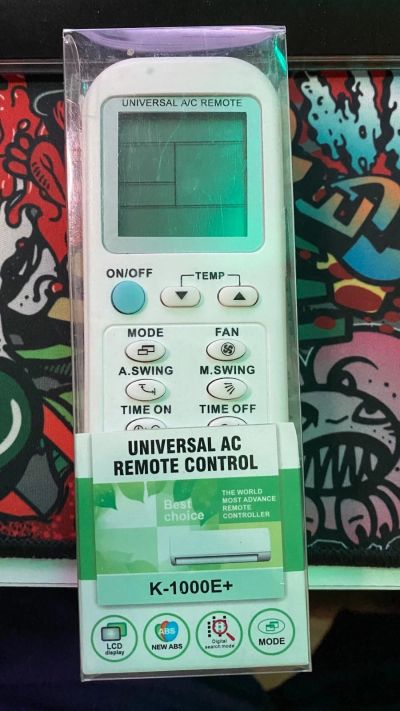 UNIVERSAL A/C REMOTE
ON/OFF
TEMP
MODE
FAN
A.SWING
M.SWING
TIME ON
TIME OFF
UNIVERSAL AC
REMOTE CONTROL
Best
choice
THE WORLD
MOST ADVANCE
REMOTE
CONTROLLER
K-1000E+
LCD
display
ABS
NEW ABS
Digital
search mode
MODE